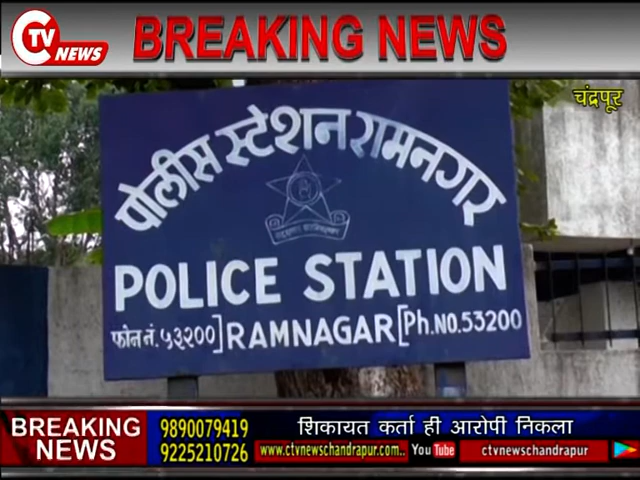 CTV NEWS
BREAKING NEWS
चंद्रपूर
पोलीस स्टेशन रामनगर
POLICE STATION
फोन नं. ५३२०० ] RAMNAGAR [ Ph.NO.53200
BREAKING NEWS
9890079419
9225210726
शिकायत कर्ता ही आरोपी निकला
www.ctvnewschandrapur.com
YouTube
ctvnewschandrapur